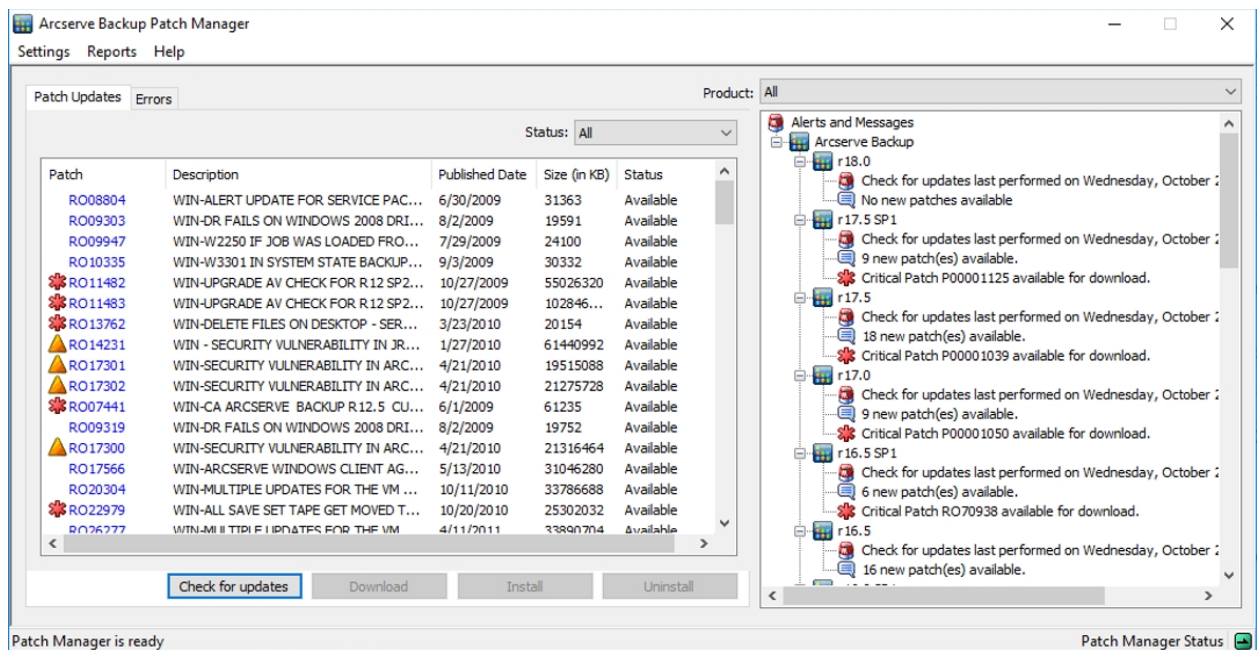 Arcserve Backup Patch Manager
Settings Reports Help
Patch Updates Errors
Product: All
Status: All
Patch Description Published Date Size (in KB) Status
RO08804 WIN-ALERT UPDATE FOR SERVICE PAC... 6/30/2009 31363 Available
RO09303 WIN-DR FAILS ON WINDOWS 2008 DRI... 8/2/2009 19591 Available
RO09947 WIN-W2250 IF JOB WAS LOADED FRO... 7/29/2009 24100 Available
RO10335 WIN-W3301 IN SYSTEM STATE BACKUP... 9/3/2009 30332 Available
RO11482 WIN-UPGRADE AV CHECK FOR R12 SP2... 10/27/2009 55026320 Available
RO11483 WIN-UPGRADE AV CHECK FOR R12 SP2... 10/27/2009 102846... Available
RO13762 WIN-DELETE FILES ON DESKTOP - SER... 3/23/2010 20154 Available
RO14231 WIN - SECURITY VULNERABILITY IN JR... 1/27/2010 61440992 Available
RO17301 WIN-SECURITY VULNERABILITY IN ARC... 4/21/2010 19515088 Available
RO17302 WIN-SECURITY VULNERABILITY IN ARC... 4/21/2010 21275728 Available
RO07441 WIN-CA ARCSERVE BACKUP R12.5 CU... 6/1/2009 61235 Available
RO09319 WIN-DR FAILS ON WINDOWS 2008 DRI... 8/2/2009 19752 Available
RO17300 WIN-SECURITY VULNERABILITY IN ARC... 4/21/2010 21316464 Available
RO17566 WIN-ARCSERVE WINDOWS CLIENT AG... 5/13/2010 31046280 Available
RO20304 WIN-MULTIPLE UPDATES FOR THE VM ... 10/11/2010 33786688 Available
RO22979 WIN-ALL SAVE SET TAPE GET MOVED T... 10/20/2010 25302032 Available
RO26277 WIN-MULTIPLE UPDATES FOR THE VM 4/11/2011 33890704 Available
Check for updates Download Install Uninstall
Alerts and Messages
Arcserve Backup
r18.0
Check for updates last performed on Wednesday, October 2
No new patches available
r17.5 SP1
Check for updates last performed on Wednesday, October 2
9 new patch(es) available.
Critical Patch P00001125 available for download.
r17.5
Check for updates last performed on Wednesday, October 2
18 new patch(es) available.
Critical Patch P00001039 available for download.
r17.0
Check for updates last performed on Wednesday, October 2
9 new patch(es) available.
Critical Patch P00001050 available for download.
r16.5 SP1
Check for updates last performed on Wednesday, October 2
6 new patch(es) available.
Critical Patch RO70938 available for download.
r16.5
Check for updates last performed on Wednesday, October 2
16 new patch(es) available.
Patch Manager is ready
Patch Manager Status